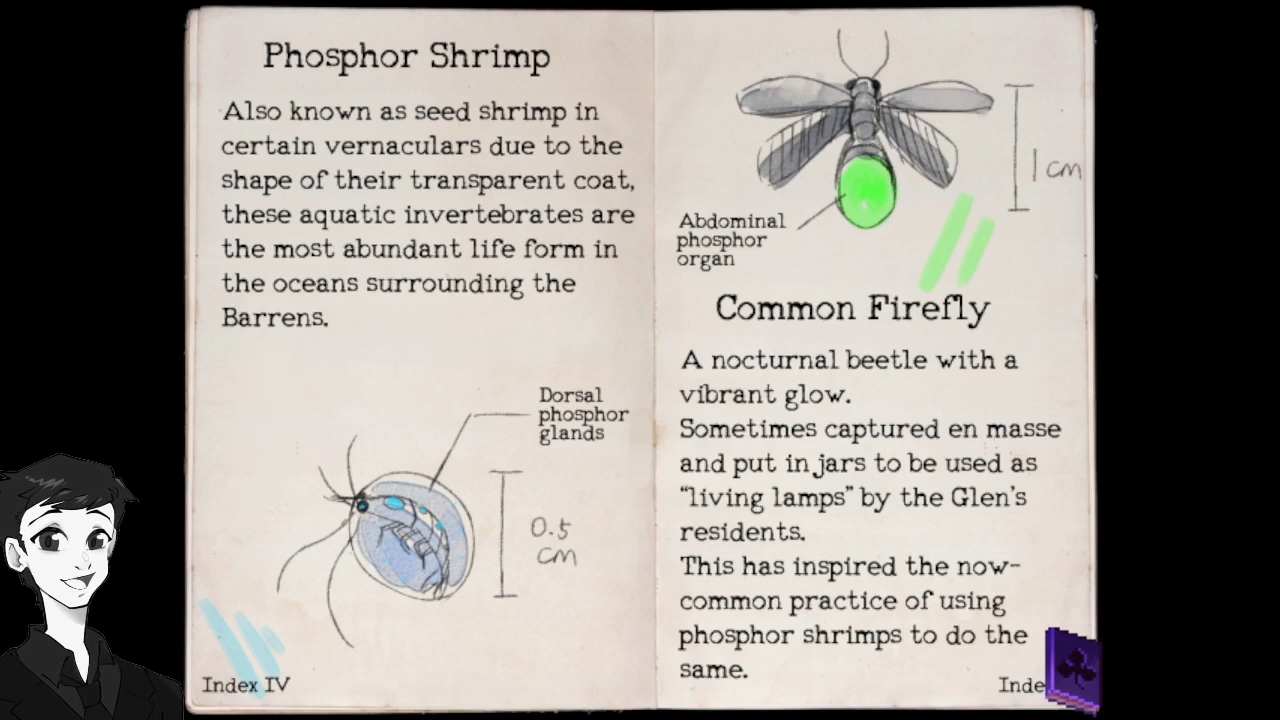 Phosphor Shrimp
Also known as seed shrimp in
certain vernaculars due to the
shape of their transparent coat,
these aquatic invertebrates are
the most abundant life form in
the oceans surrounding the
Barrens.
Dorsal
phosphor
glands
0.5
cm
Index IV
1 cm
Abdominal
phosphor
organ
Common Firefly
A nocturnal beetle with a
vibrant glow.
Sometimes captured en masse
and put in jars to be used as
“living lamps” by the Glen's
residents.
This has inspired the now-
common practice of using
phosphor shrimps to do the
same.